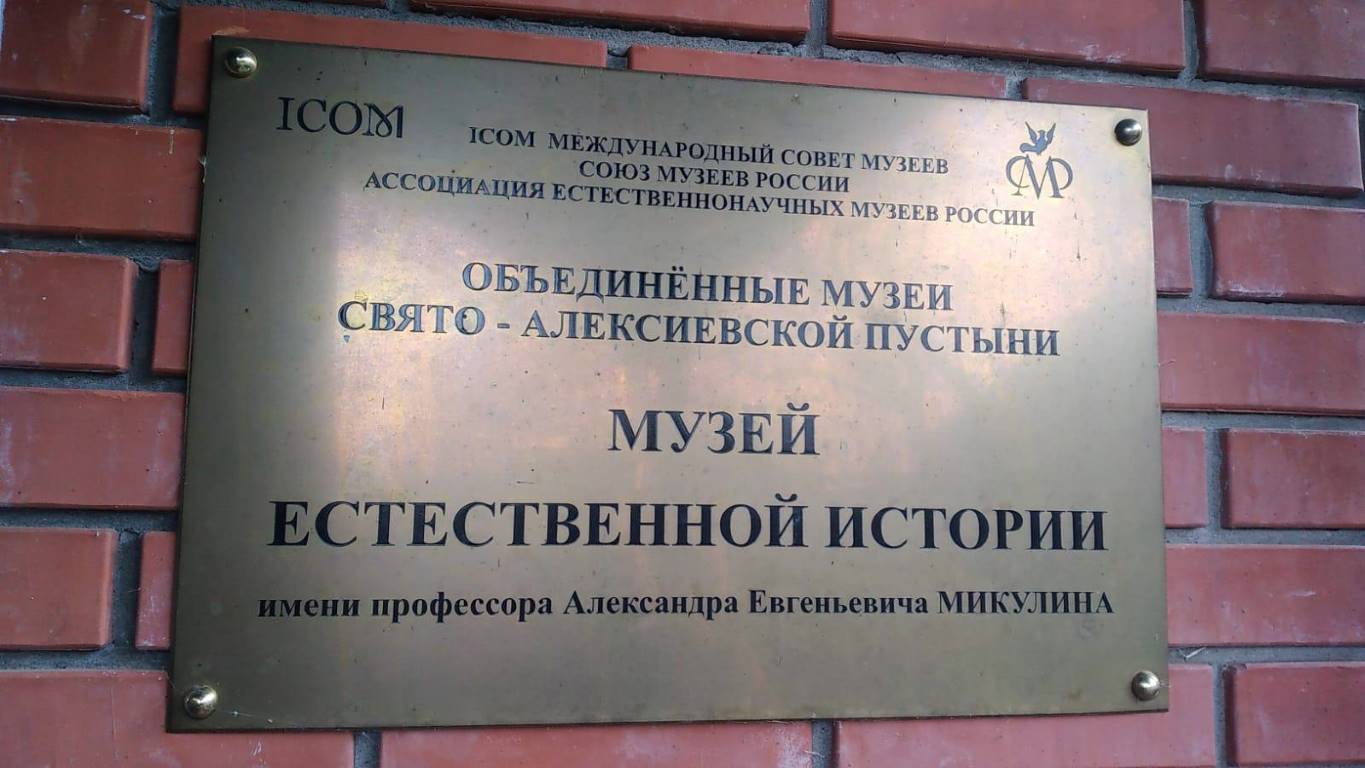 ICOM
ICOM МЕЖДУНАРОДНЫЙ СОВЕТ МУЗЕЕВ
СОЮЗ МУЗЕЕВ РОССИИ
АССОЦИАЦИЯ ЕСТЕСТВЕННОНАУЧНЫХ МУЗЕЕВ РОССИИ
СМ
ОБЪЕДИНЁННЫЕ МУЗЕИ
СВЯТО - АЛЕКСИЕВСКОЙ ПУСТЫНИ
МУЗЕЙ
ЕСТЕСТВЕННОЙ ИСТОРИИ
имени профессора Александра Евгеньевича МИКУЛИНА